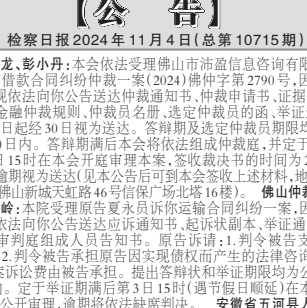 【公 告】
检察日报2024年11月4日(总第10715期)
龙、彭小丹:本会依法受理佛山市沛盈信息咨询有限
借款合同纠纷仲裁一案(2024)佛仲字第2790号,因
现依法向你公告送达仲裁通知书、仲裁申请书、证据
金融仲裁规则、仲裁员名册、选定仲裁员的函、举证
日起经30日视为送达。答辩期及选定仲裁员期限均
日内。答辩期满后本会将依法组成仲裁庭,并定于
日15时在本会开庭审理本案,签收裁决书的时间为2
逾期视为送达(见本公告后可到本会签收上述材料,地
佛山新城天虹路46号信保广场北塔16楼)。 佛山仲裁
岭:本院受理原告夏永员诉你运输合同纠纷一案,因
依法向你公告送达应诉通知书、起诉状副本、举证通
审判庭组成人员告知书。原告诉请:1.判令被告支
2.判令被告承担原告因实现债权而产生的法律咨询
案诉讼费由被告承担。提出答辩状和举证期限均为公
内。定于举证期满后第3日15时(遇节假日顺延)在
公开审理,逾期将依法缺席判决。 安徽省五河县